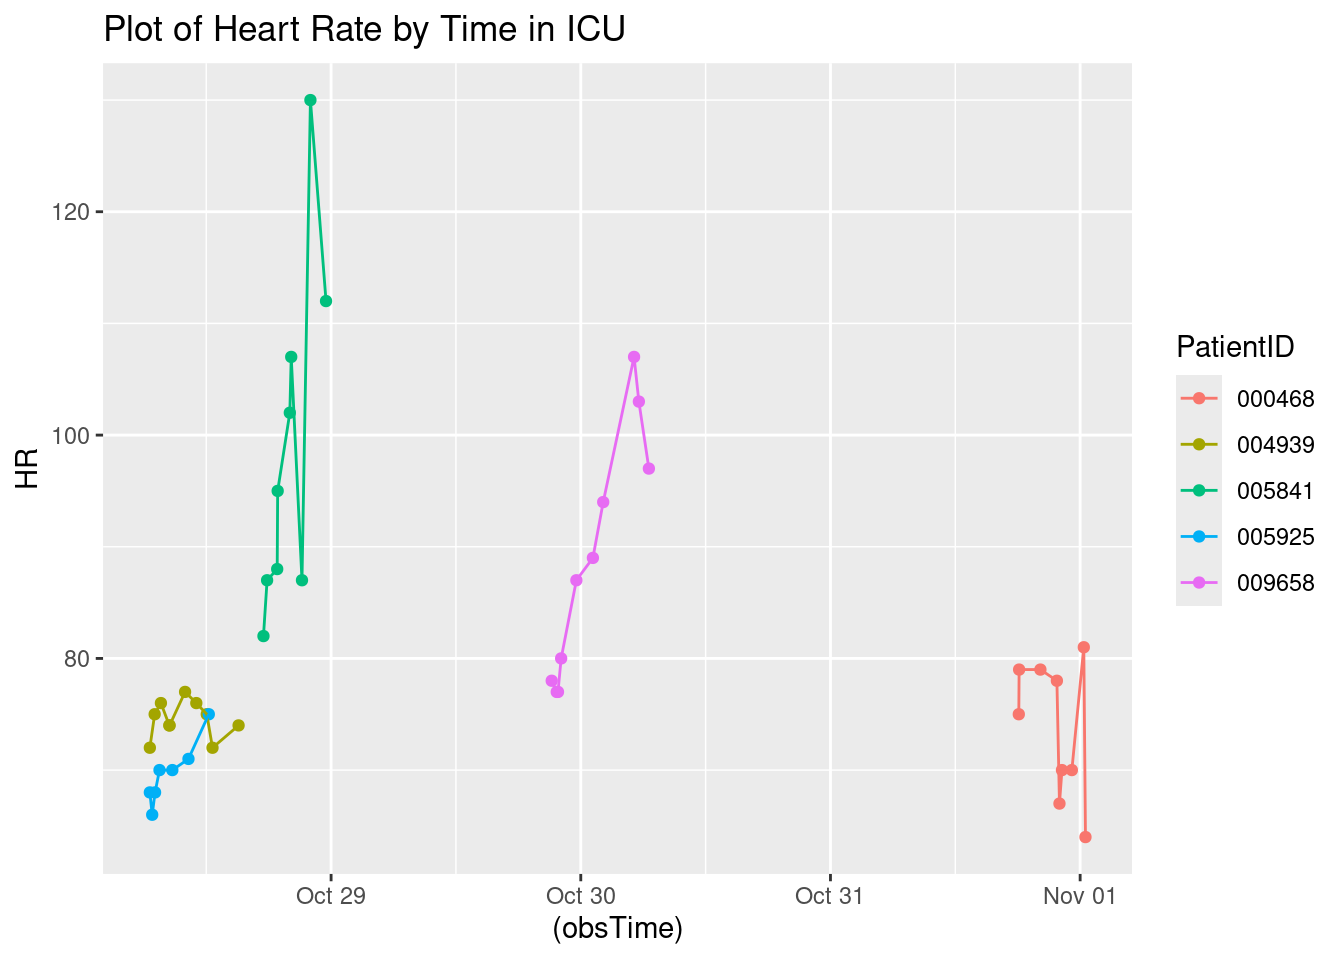 Plot of Heart Rate by Time in ICU
120
100
80
HR
Oct 29
Oct 30
Oct 31
Nov 01
(obsTime)
PatientID
000468
004939
005841
005925
009658